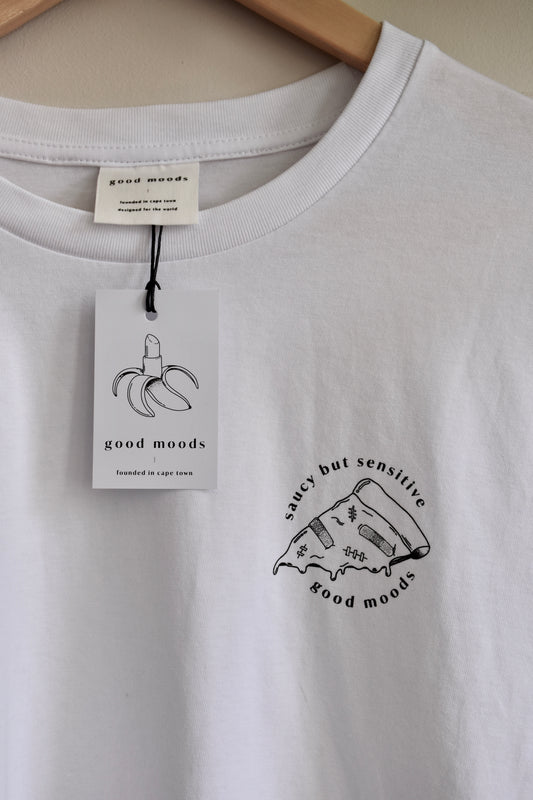 good moods
founded in cape town
designed for the world
good moods
founded in cape town
saucy but sensitive
good moods